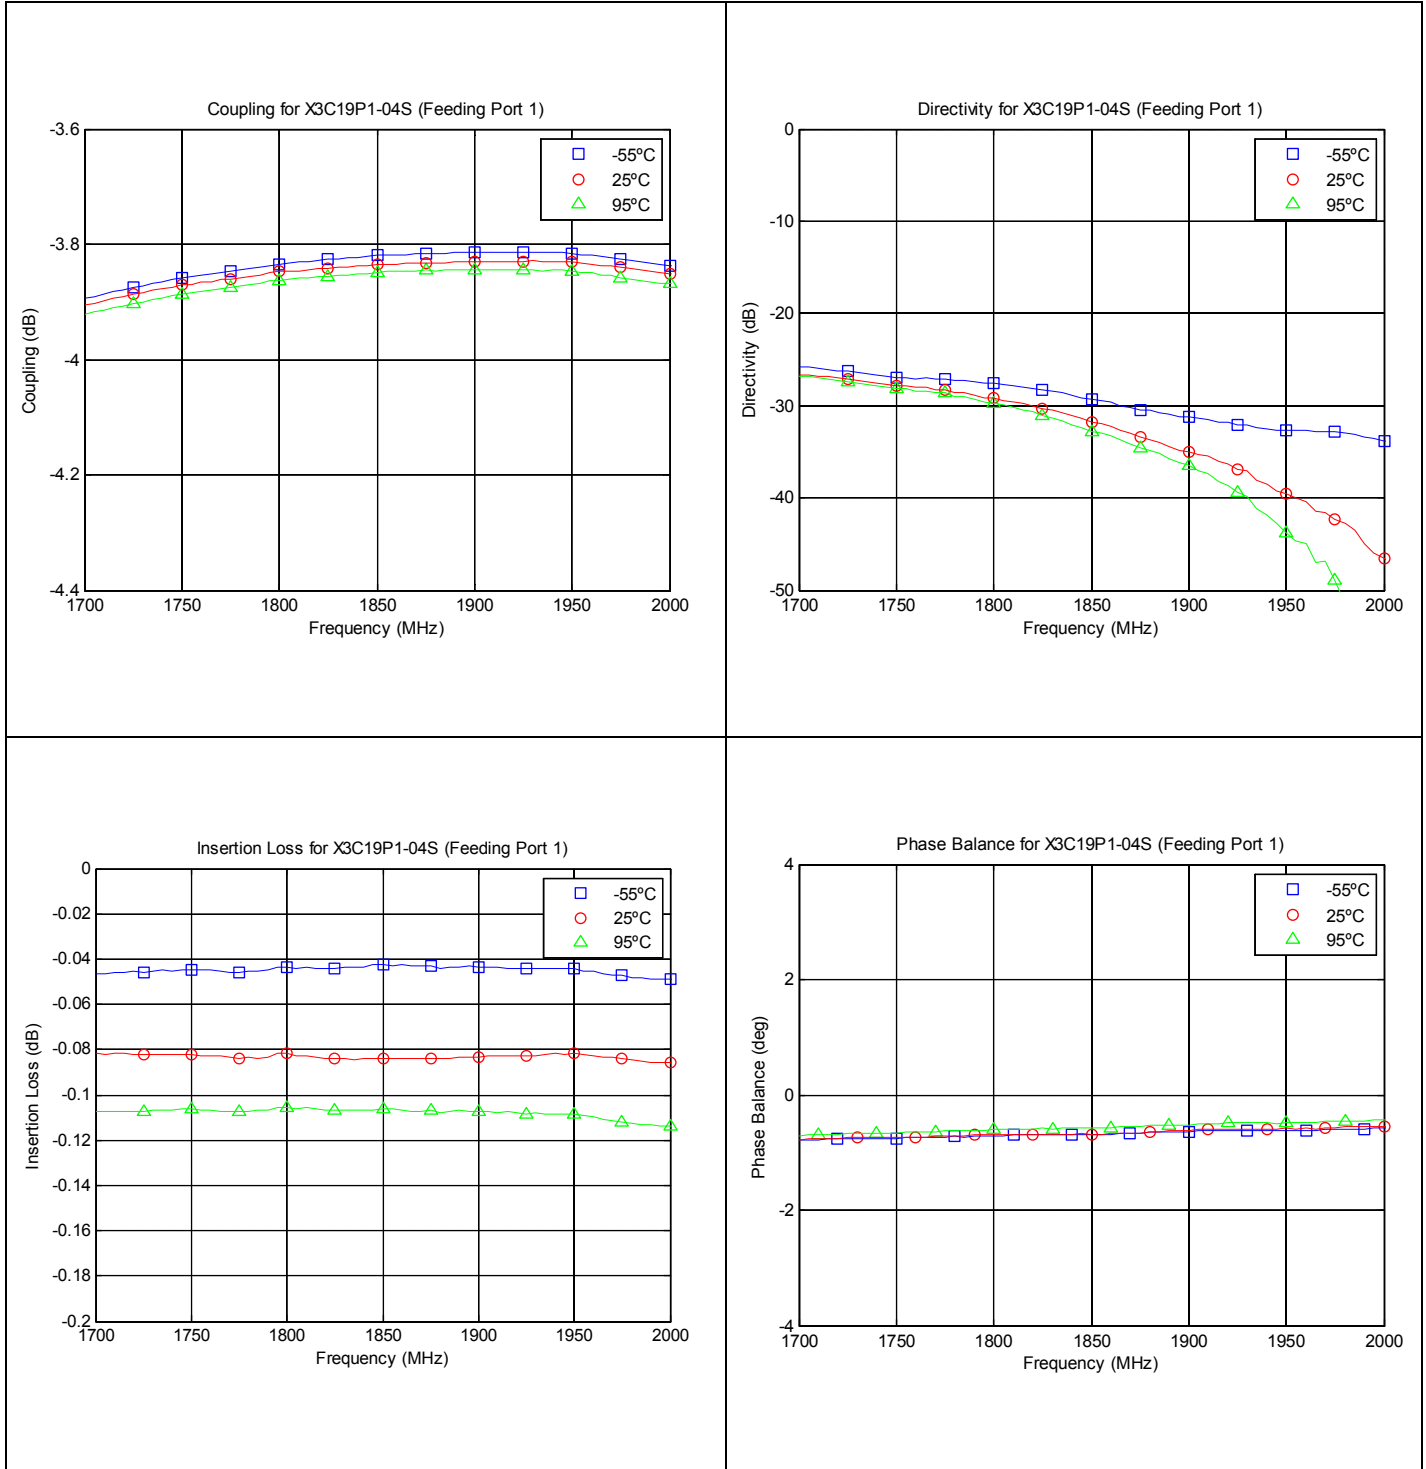 Coupling for X3C19P1-04S (Feeding Port 1)
-3.6
-3.8
-4
-4.2
-4.4
Coupling (dB)
-55ºC
25ºC
95ºC
1700 1750 1800 1850 1900 1950 2000
Frequency (MHz)
Directivity for X3C19P1-04S (Feeding Port 1)
0
-10
-20
-30
-40
-50
Directivity (dB)
-55ºC
25ºC
95ºC
1700 1750 1800 1850 1900 1950 2000
Frequency (MHz)
Insertion Loss for X3C19P1-04S (Feeding Port 1)
0
-0.02
-0.04
-0.06
-0.08
-0.1
-0.12
-0.14
-0.16
-0.18
-0.2
Insertion Loss (dB)
-55ºC
25ºC
95ºC
1700 1750 1800 1850 1900 1950 2000
Frequency (MHz)
Phase Balance for X3C19P1-04S (Feeding Port 1)
4
2
0
-2
-4
Phase Balance (deg)
-55ºC
25ºC
95ºC
1700 1750 1800 1850 1900 1950 2000
Frequency (MHz)